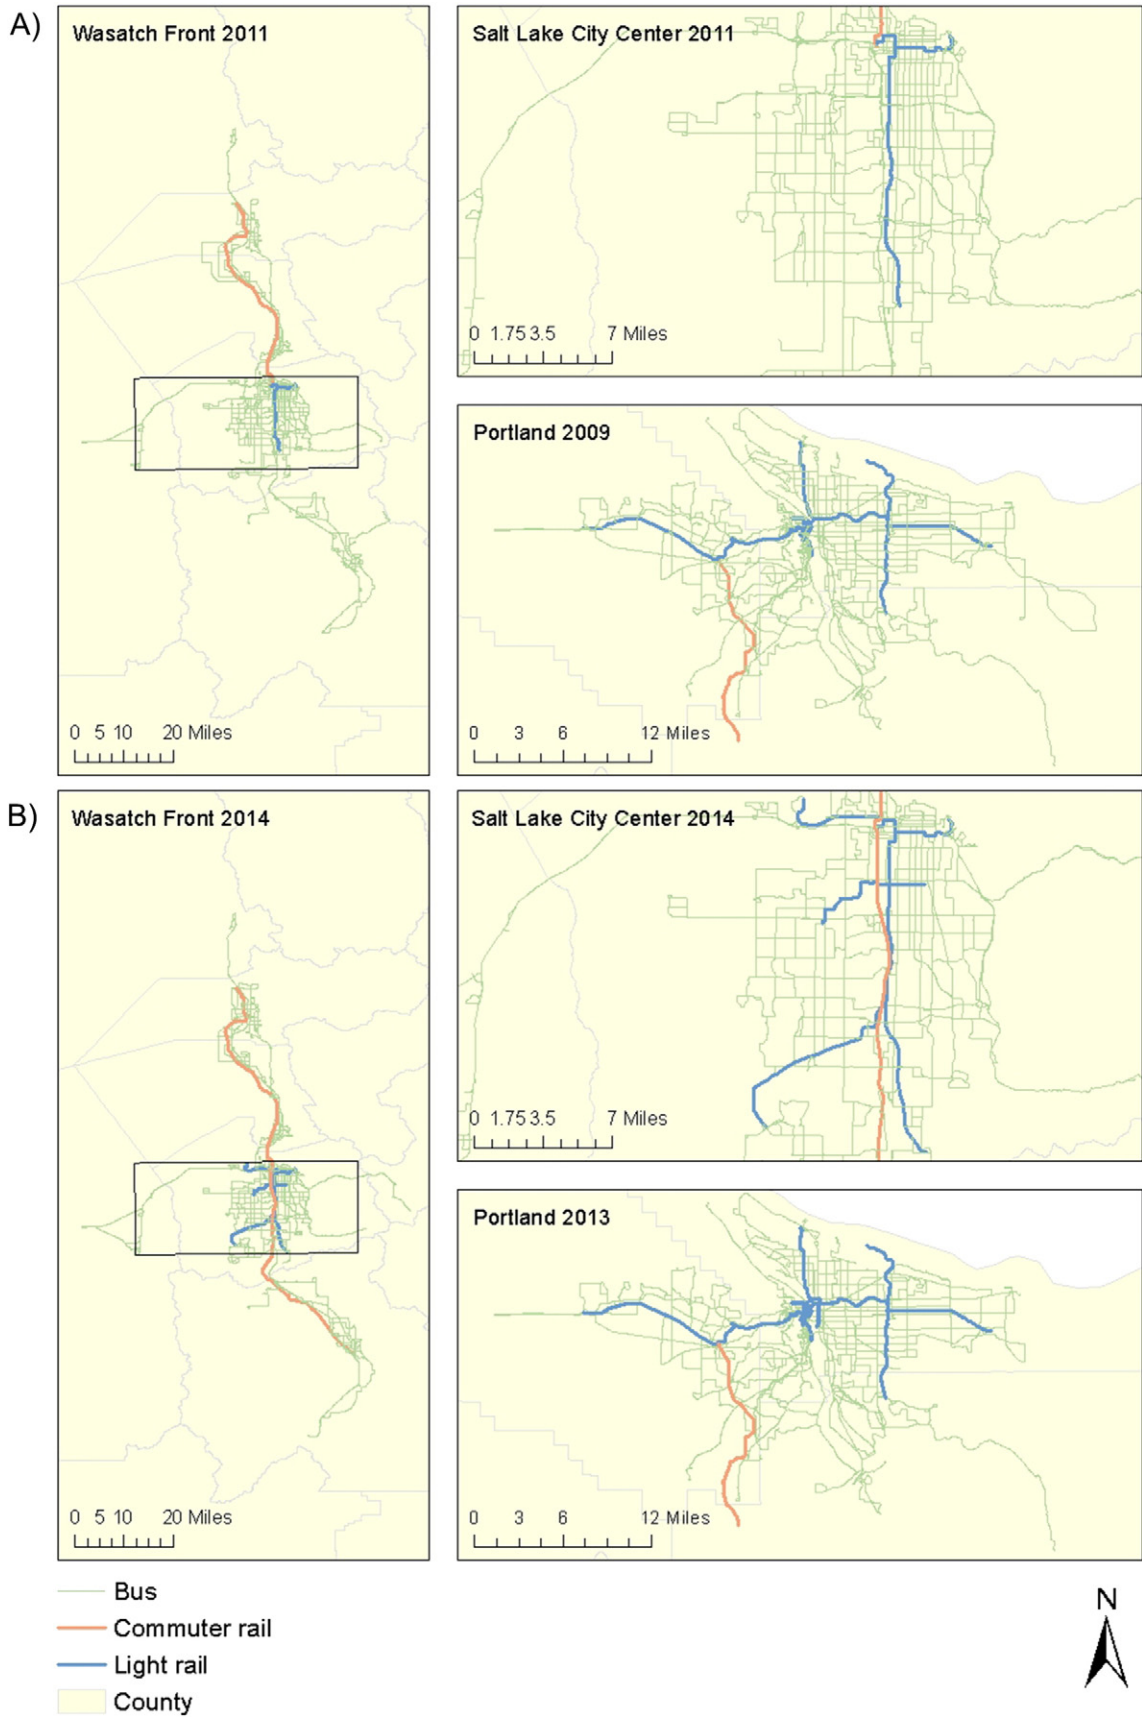 A)
Wasatch Front 2011
0 5 10 20 Miles
Salt Lake City Center 2011
0 1.75 3.5 7 Miles
Portland 2009
0 3 6 12 Miles
B)
Wasatch Front 2014
0 5 10 20 Miles
Salt Lake City Center 2014
0 1.75 3.5 7 Miles
Portland 2013
0 3 6 12 Miles
Bus
Commuter rail
Light rail
County
N